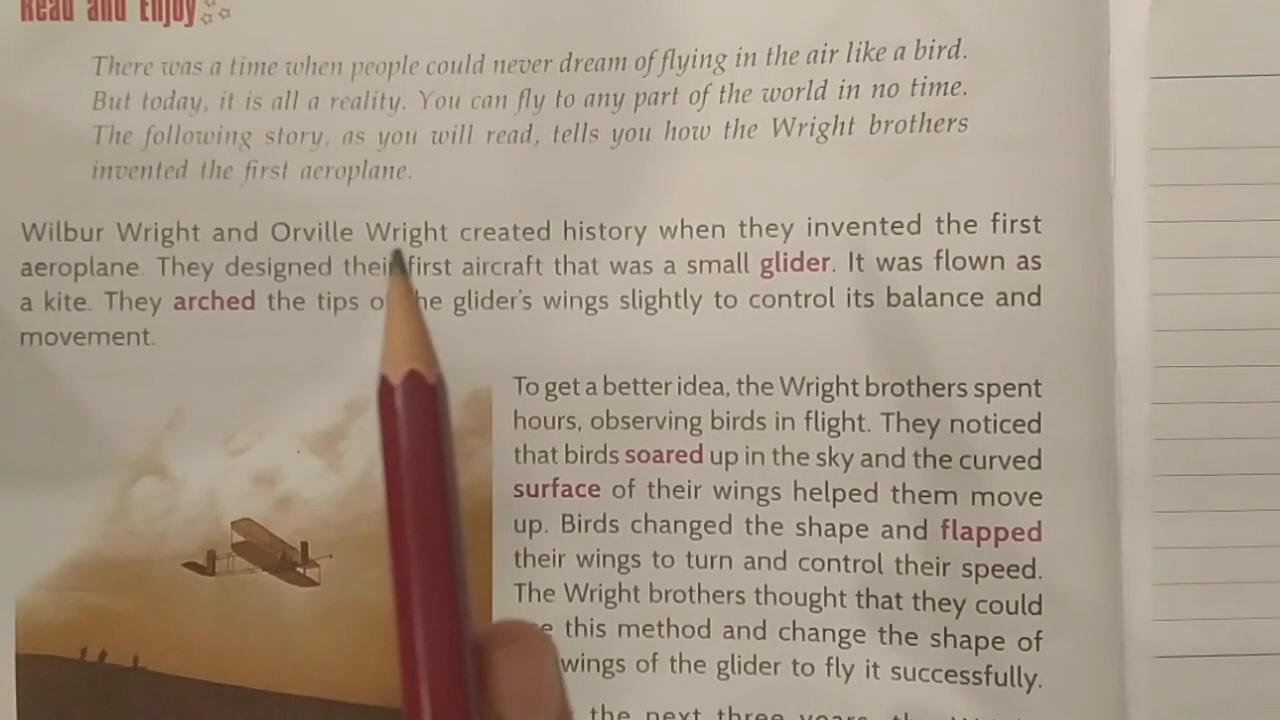 Read and Enjoy
There was a time when people could never dream of flying in the air like a bird.
But today, it is all a reality. You can fly to any part of the world in no time.
The following story, as you will read, tells you how the Wright brothers
invented the first aeroplane.
Wilbur Wright and Orville Wright created history when they invented the first
aeroplane. They designed their first aircraft that was a small glider. It was flown as
a kite. They arched the tips glider's wings slightly to control its balance and
movement.
To get a better idea, the Wright brothers spent
hours, observing birds in flight. They noticed
that birds soared up in the sky and the curved
surface of their wings helped them move
up. Birds changed the shape and flapped
their wings to turn and control their speed.
The Wright brothers thought that they could
this method and change the shape of
wings of the glider to fly it successfully.
the next three years, the